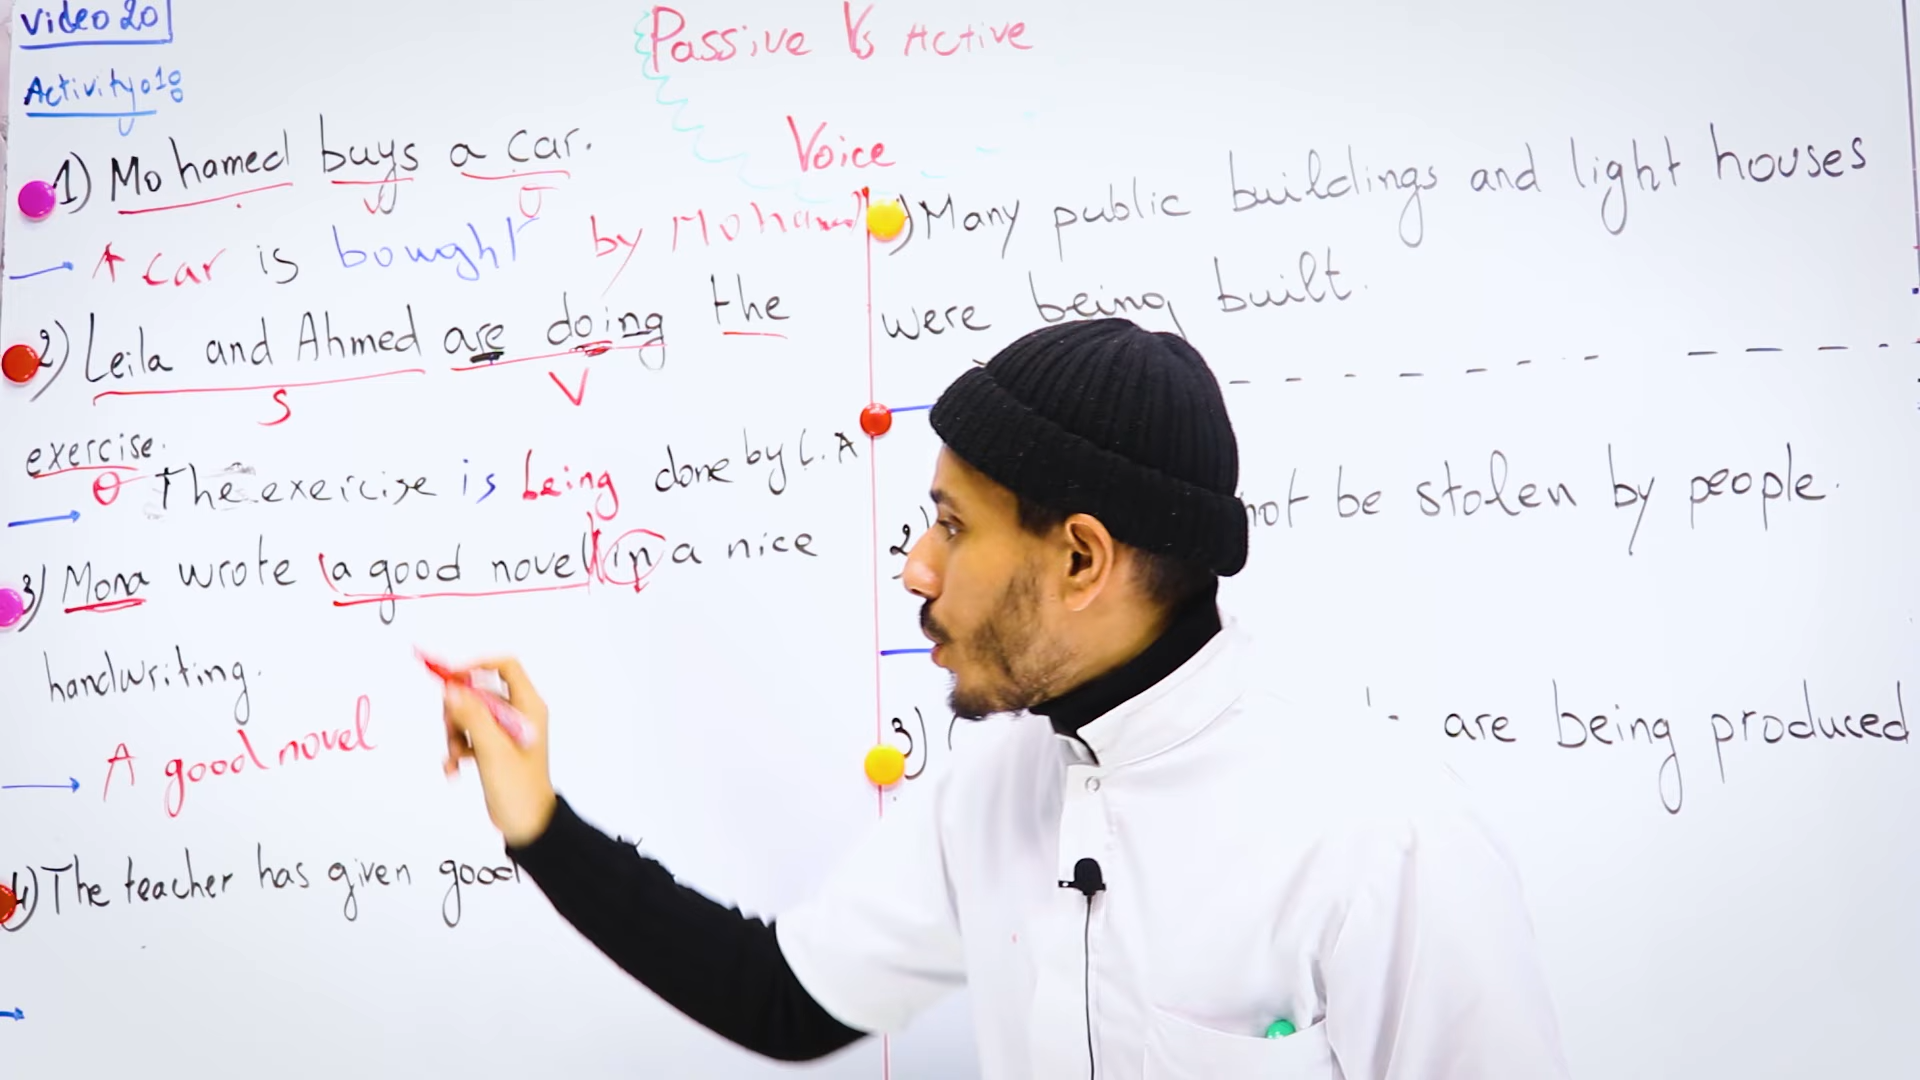 Video 20
Activity 01:
Passive Vs Active
Voice
1) Mohamed buys a car.
→ A car is bought by Mohamed
2) Leila and Ahmed are doing the
S V
exercise.
O
→ The exercise is being done by L.A
3) Mona wrote (a good novel) in a nice
handwriting.
→ A good novel
4) The teacher has given good
Many public buildings and light houses
were being built.
2)
not be stolen by people.
3)
are being produced